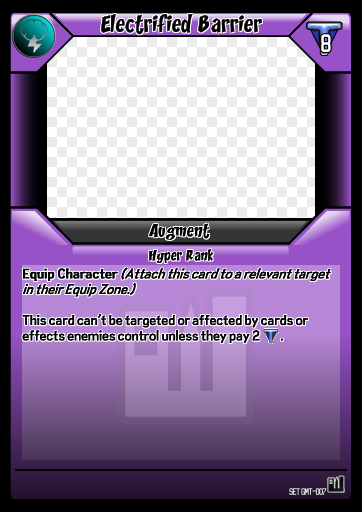 Electrified Barrier
8
Augment
Hyper Rank
Equip Character (Attach this card to a relevant target
in their Equip Zone.)
This card can't be targeted or affected by cards or
effects enemies control unless they pay 2 .
SET GMT-007